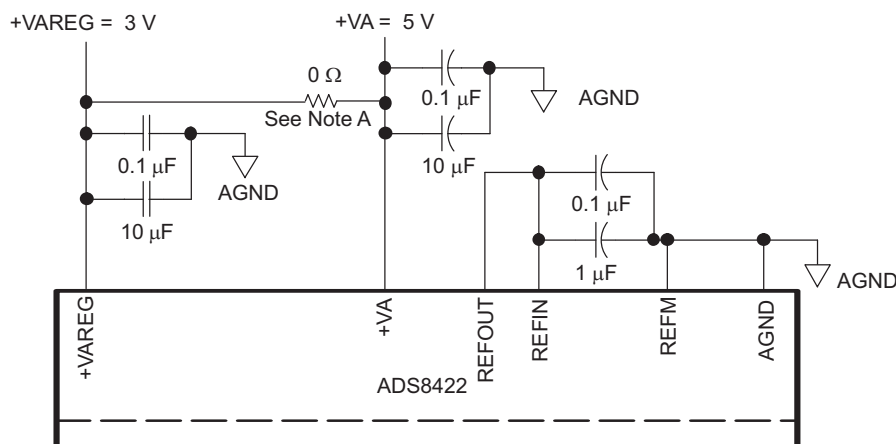 +VAREG = 3 V
+VA = 5 V
0 Ω
See Note A
0.1 μF
AGND
10 μF
0.1 μF
AGND
10 μF
0.1 μF
1 μF
AGND
+VAREG
+VA
REFOUT
REFIN
REFM
AGND
ADS8422